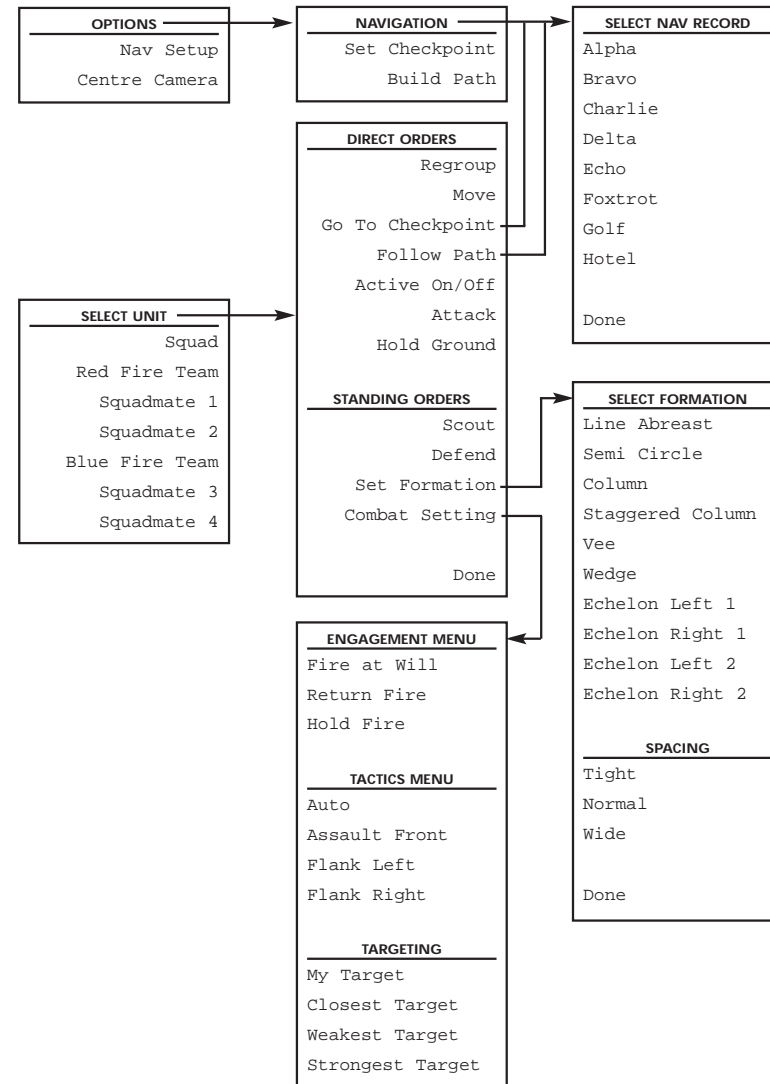 OPTIONS
Nav Setup
Centre Camera
NAVIGATION
Set Checkpoint
Build Path
SELECT NAV RECORD
Alpha
Bravo
Charlie
Delta
Echo
Foxtrot
Golf
Hotel
Done
SELECT UNIT
Squad
Red Fire Team
Squadmate 1
Squadmate 2
Blue Fire Team
Squadmate 3
Squadmate 4
DIRECT ORDERS
Regroup
Move
Go To Checkpoint
Follow Path
Active On/Off
Attack
Hold Ground
STANDING ORDERS
Scout
Defend
Set Formation
Combat Setting
Done
SELECT FORMATION
Line Abreast
Semi Circle
Column
Staggered Column
Vee
Wedge
Echelon Left 1
Echelon Right 1
Echelon Left 2
Echelon Right 2
SPACING
Tight
Normal
Wide
Done
ENGAGEMENT MENU
Fire at Will
Return Fire
Hold Fire
TACTICS MENU
Auto
Assault Front
Flank Left
Flank Right
TARGETING
My Target
Closest Target
Weakest Target
Strongest Target